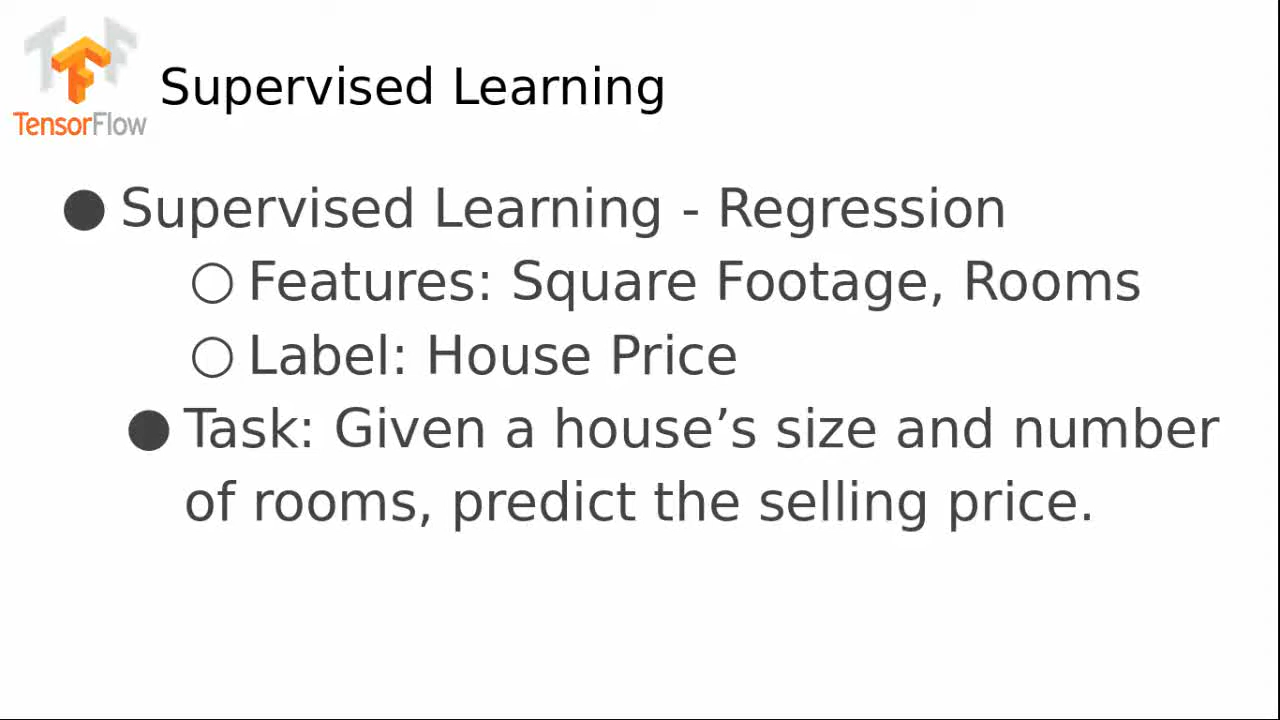 TensorFlow
Supervised Learning
● Supervised Learning - Regression
○ Features: Square Footage, Rooms
○ Label: House Price
● Task: Given a house’s size and number
of rooms, predict the selling price.